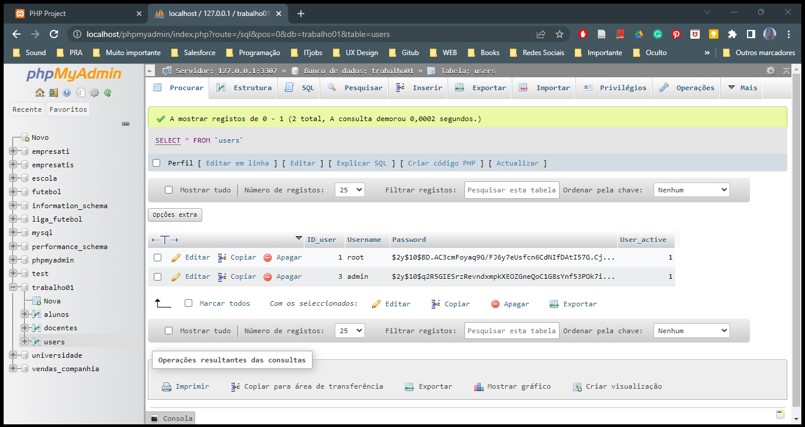 PHP Project
localhost / 127.0.0.1 / trabalho01
localhost/phpmyadmin/index.php?route=/sql&pos=0&db=trabalho01&table=users
Sound PRA Muito importante Salesforce Programação ITjobs UX Design Gitub WEB Books Redes Sociais Importante Oculto » Outros marcadores
phpMyAdmin
Recente Favoritos
Novo
empresati
empresatis
escola
futebol
information_schema
liga_futebol
mysql
performance_schema
phpmyadmin
test
trabalho01
Nova
alunos
docentes
users
universidade
vendas_companhia
Servidor: 127.0.0.1:3307 » Banco de dados: trabalho01 » Tabela: users
Procurar Estrutura SQL Pesquisar Inserir Exportar Importar Privilégios Operações Mais
A mostrar registos de 0 - 1 (2 total, A consulta demorou 0,0002 segundos.)
SELECT * FROM `users`
Perfil [ Editar em linha ] [ Editar ] [ Explicar SQL ] [ Criar código PHP ] [ Actualizar ]
Mostrar tudo Número de registos: 25 Filtrar registos: Pesquisar esta tabela Ordenar pela chave: Nenhum
Opções extra
ID_user Username Password User_active
Editar Copiar Apagar 1 root 1
Editar Copiar Apagar 3 admin 1
Marcar todos Com os seleccionados: Editar Copiar Apagar Exportar
Mostrar tudo Número de registos: 25 Filtrar registos: Pesquisar esta tabela Ordenar pela chave: Nenhum
Operações resultantes das consultas
Imprimir Copiar para área de transferência Exportar Mostrar gráfico Criar visualização
Consola